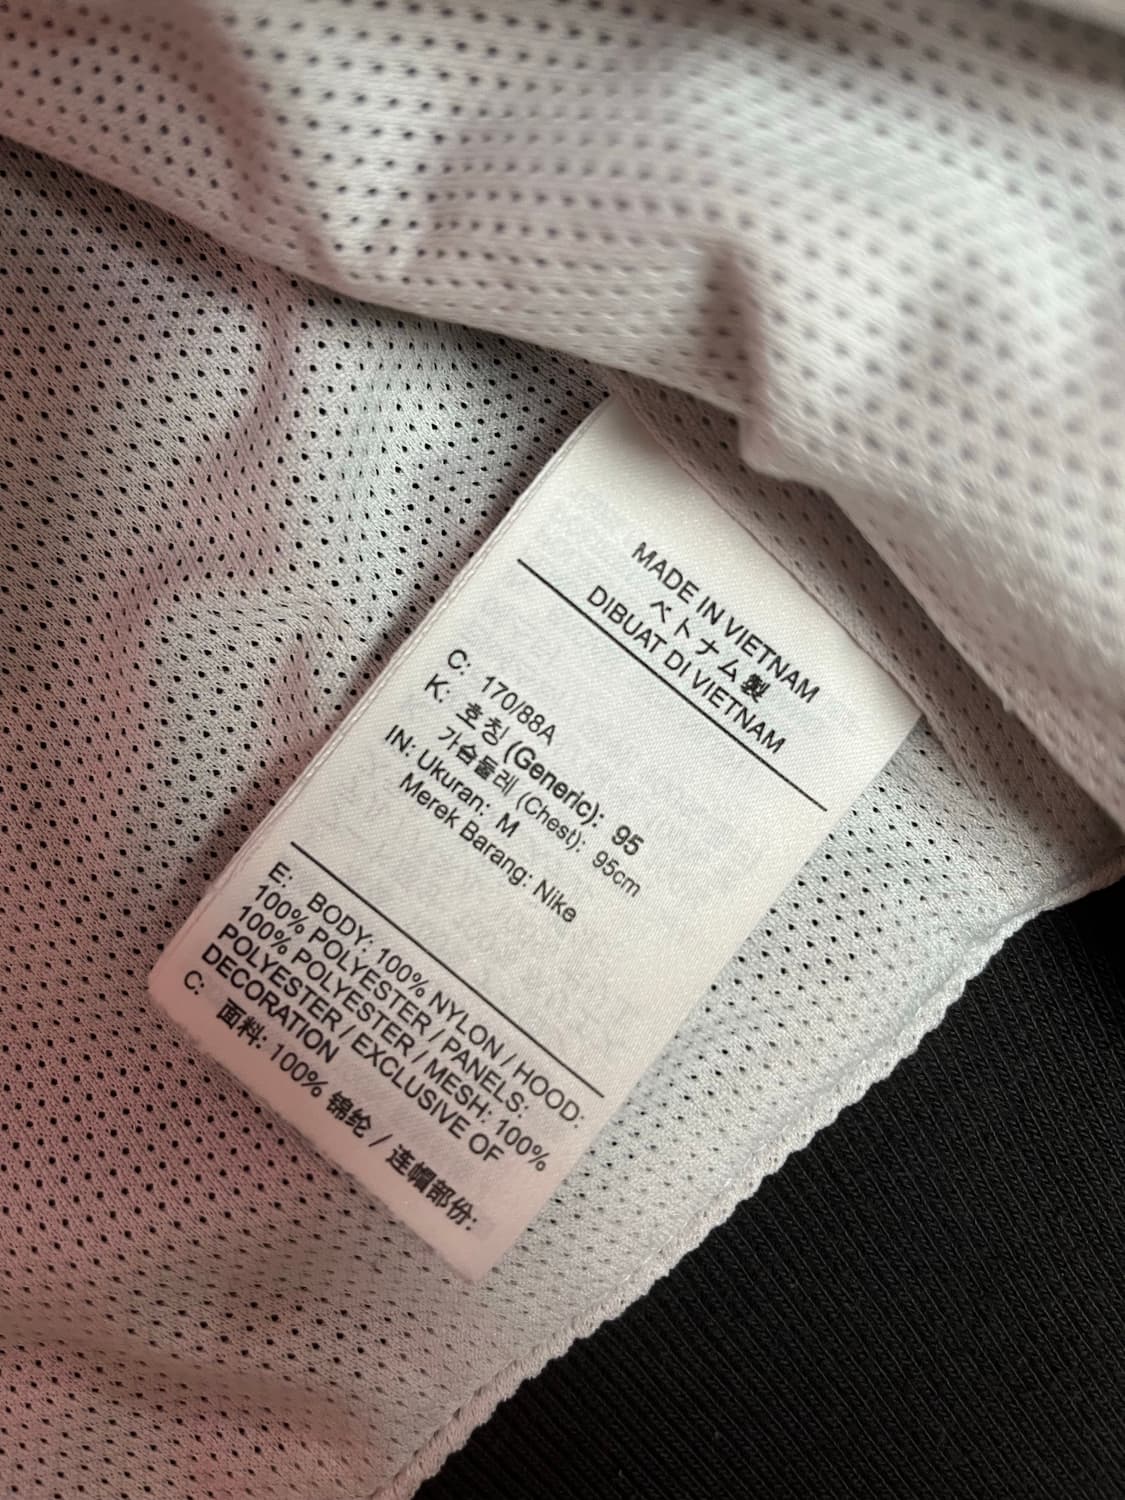 MADE IN VIETNAM
ベトナム製
DIBUAT DI VIETNAM
C: 170/88A
K: 호칭 (Generic): 95
가슴둘레 (Chest): 95cm
IN: Ukuran: M
Merek Barang: Nike
E: BODY: 100% NYLON / HOOD:
100% POLYESTER / PANELS:
100% POLYESTER / MESH: 100%
POLYESTER / EXCLUSIVE OF
DECORATION
C: 面料: 100% 锦纶 / 连帽部份: